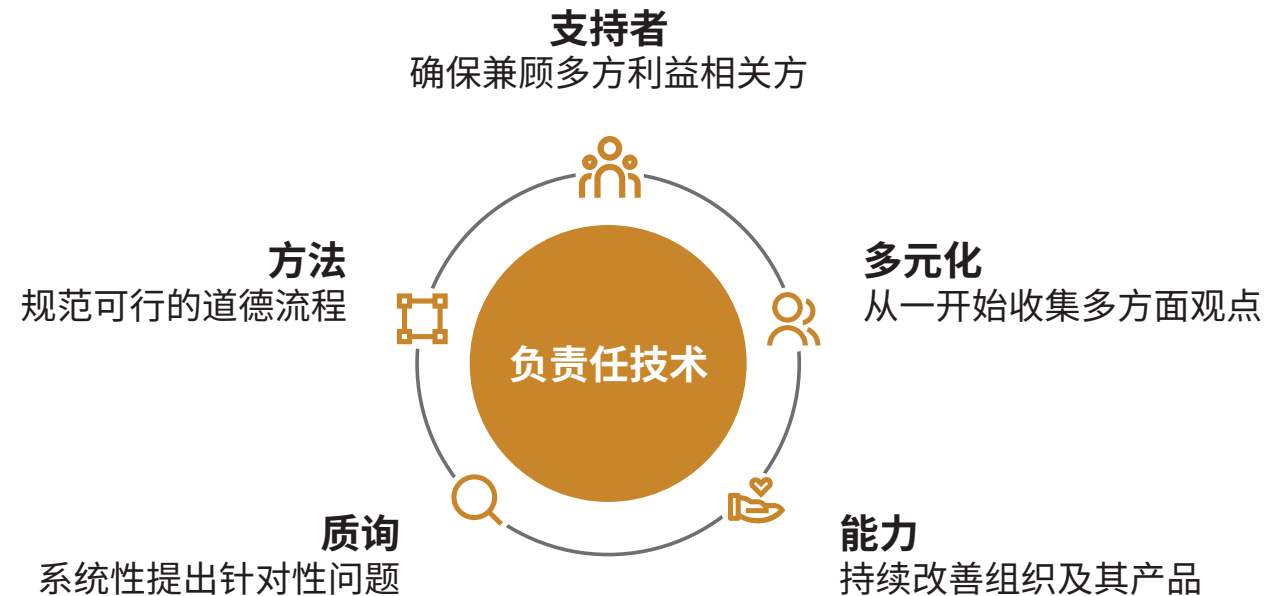 支持者
确保兼顾多方利益相关方
方法
规范可行的道德流程
多元化
从一开始收集多方面观点
负责任技术
质询
系统性提出针对性问题
能力
持续改善组织及其产品